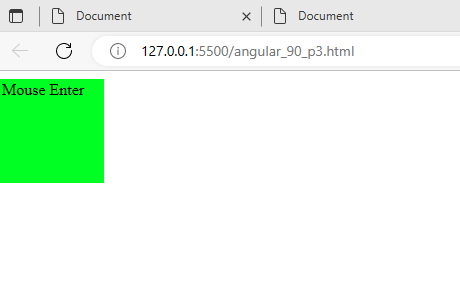 Document
Document
127.0.0.1:5500/angular_90_p3.html
Mouse Enter